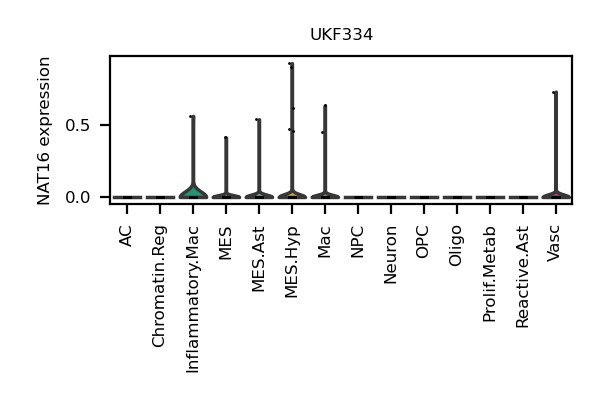 UKF334
NAT16 expression
0.5
0.0
AC
Chromatin.Reg
Inflammatory.Mac
MES
MES.Ast
MES.Hyp
Mac
NPC
Neuron
OPC
Oligo
Prolif.Metab
Reactive.Ast
Vasc